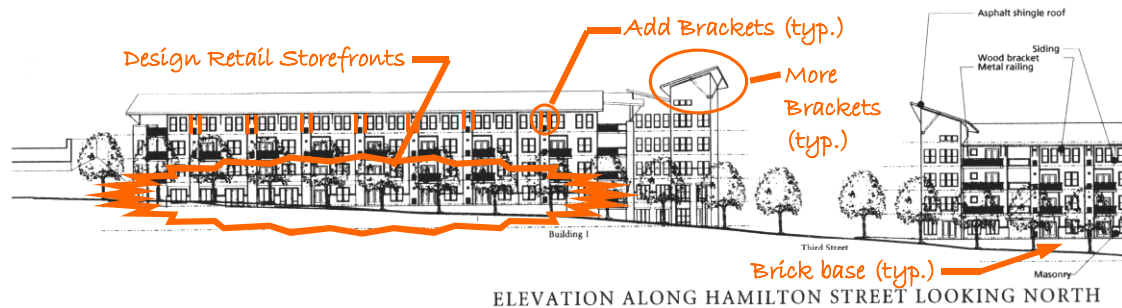 Asphalt shingle roof
Add Brackets (typ.)
Siding
Design Retail Storefronts
Wood bracket
Metal railing
More
Brackets
(typ.)
Building 1
Third Street
Brick base (typ.)
Masonry
ELEVATION ALONG HAMILTON STREET LOOKING NORTH